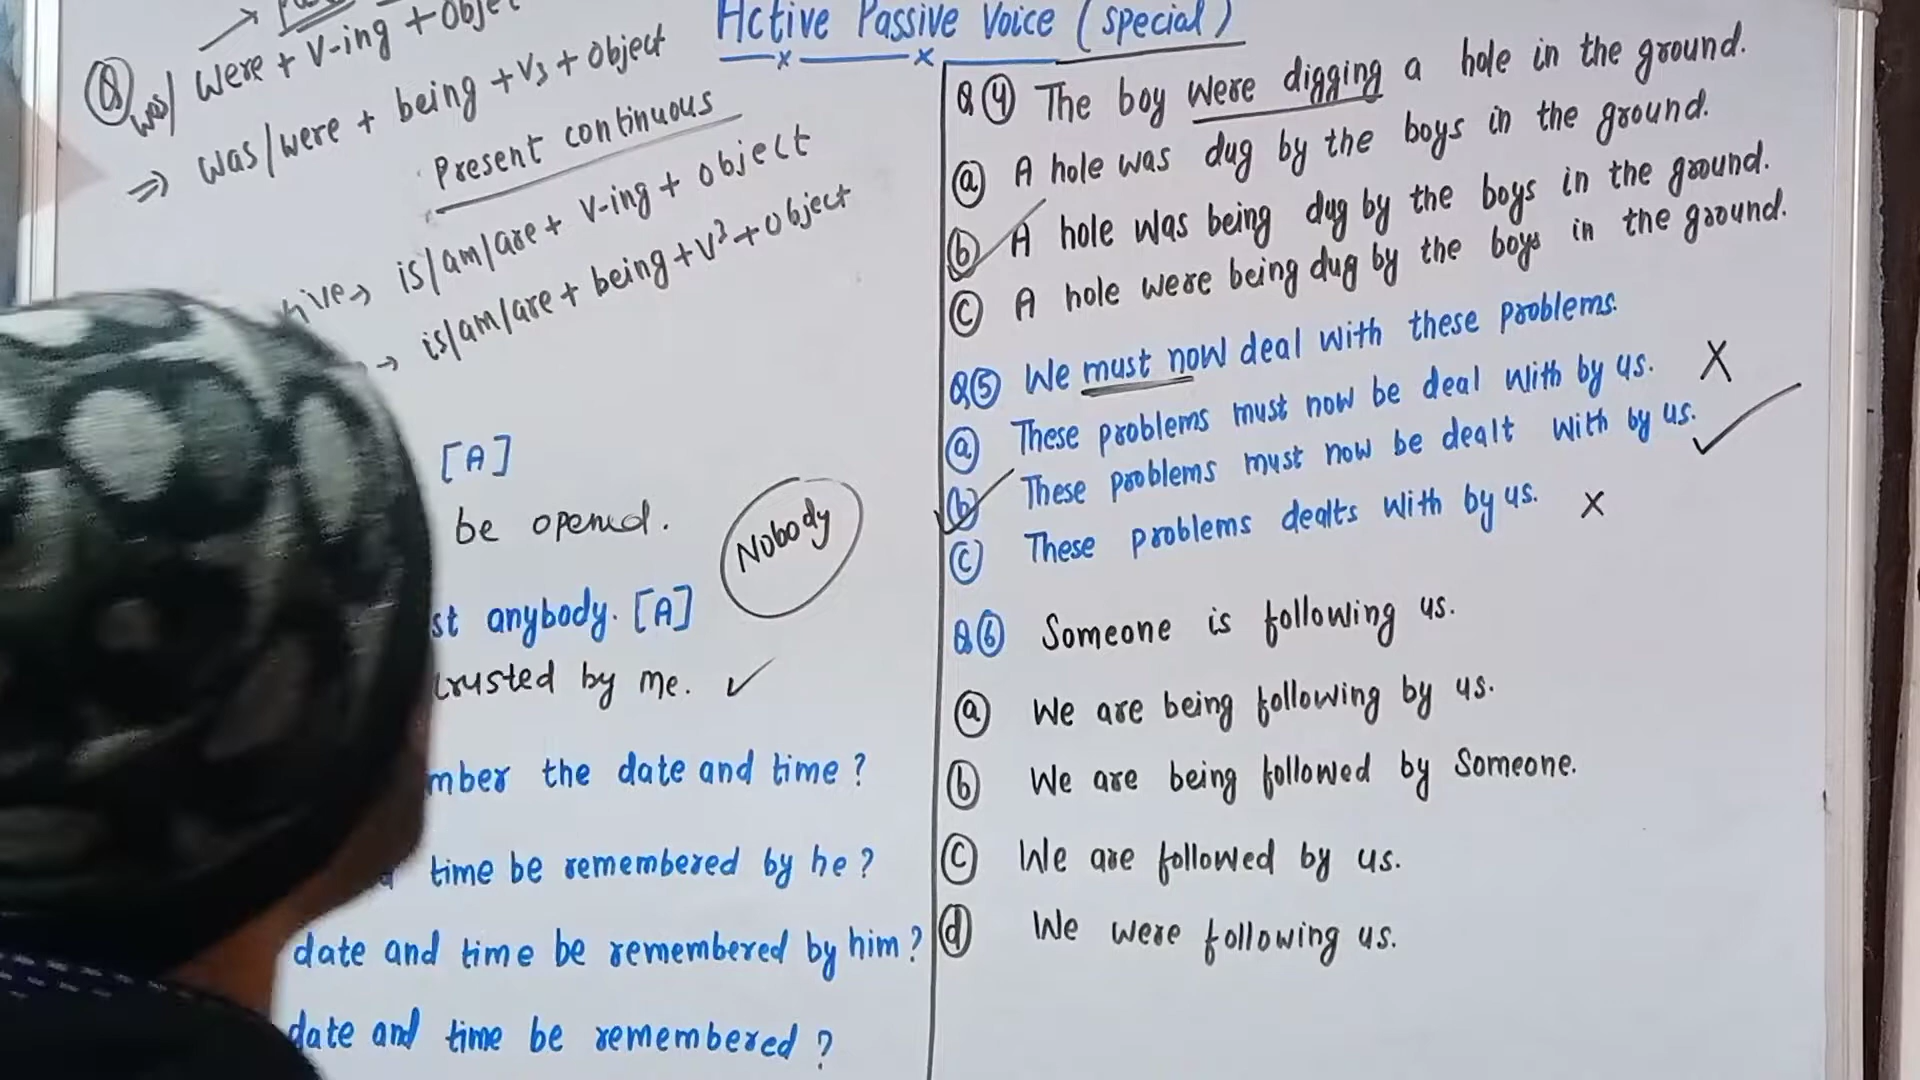 Active Passive Voice (special)
Q was/ were + V-ing + Obje
⇒ was/were + being + V3 + Object
Present continuous
is/am/are + V-ing + object
is/am/are + being + V³ + object
[A]
be opened.
Nobody
st anybody. [A]
trusted by me. ✓
mber the date and time?
time be remembered by he?
date and time be remembered by him?
date and time be remembered?
Q④ The boy were digging a hole in the ground.
ⓐ A hole was dug by the boys in the ground.
ⓑ A hole was being dug by the boys in the ground.
ⓒ A hole were being dug by the boys in the ground.
Q⑤ We must now deal with these problems.
ⓐ These problems must now be deal with by us. X
ⓑ These problems must now be dealt with by us. ✓
ⓒ These problems dealts with by us. X
Q⑥ Someone is following us.
ⓐ We are being following by us.
ⓑ We are being followed by Someone.
ⓒ We are followed by us.
ⓓ We were following us.